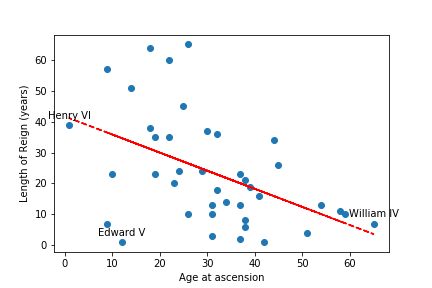 Length of Reign (years)
60
50
40
30
20
10
0
Henry VI
Edward V
William IV
0
10
20
30
40
50
60
Age at ascension